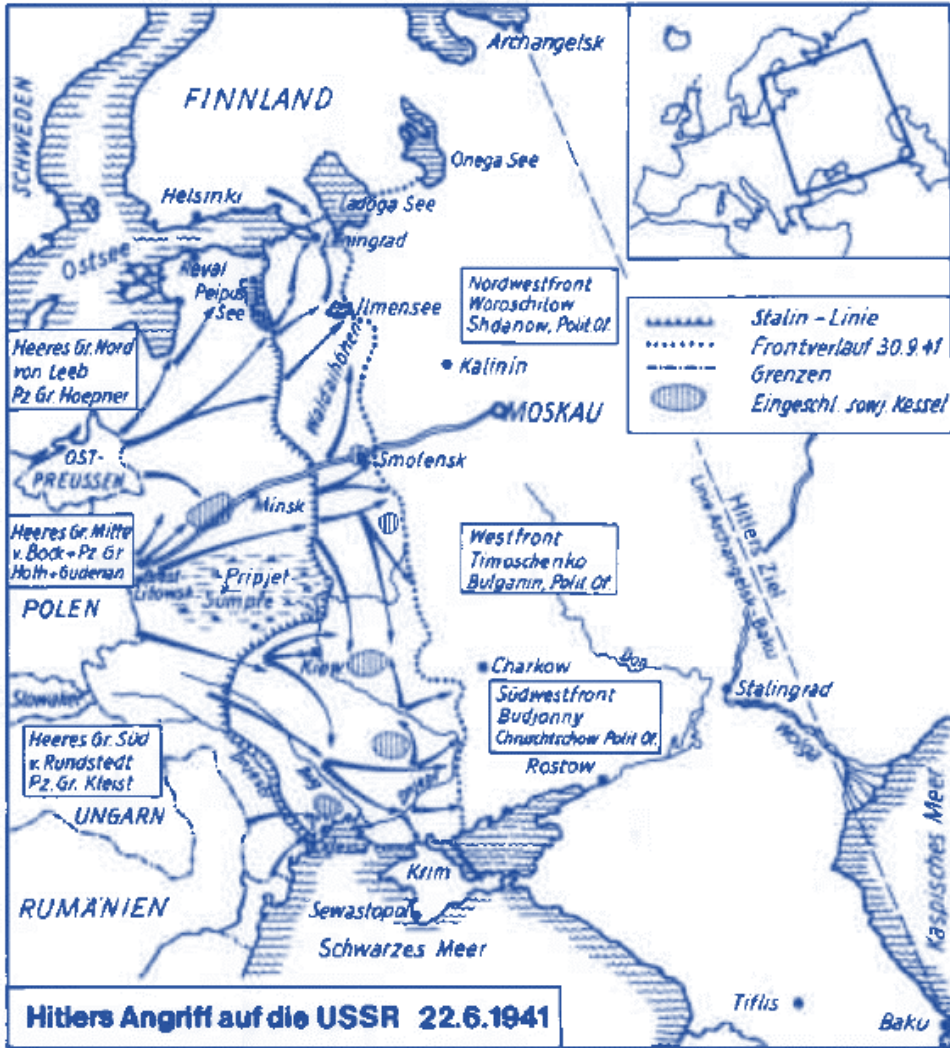 Archangelsk
FINNLAND
SCHWEDEN
Onega See
Helsinki
Ladoga See
Ostsee
Reval
Peipus
See
Ilmensee
Nordwestfront
Woroschilow
Shdanow, Polit.Of.
Stalin - Linie
Frontverlauf 30.9.41
Grenzen
Eingeschl. sowj. Kessel
Heeres Gr. Nord
von Leeb
Pz Gr. Hoepner
Waldaihöhen
Kalinin
MOSKAU
OST-
PREUSSEN
Smolensk
Minsk
Hitlers Ziel
Linie Archangelsk-Baku
Heeres Gr. Mitte
v. Bock + Pz Gr
Hoth + Guderian
Westfront
Timoschenko
Bulganin, Polit.Of.
Litowsk
Pripjet
Sümpfe
POLEN
Kiew
Charkow
Don
Stalingrad
Südwestfront
Budjonny
Chruschtschow Polit Of.
Heeres Gr. Süd
v. Rundstedt
Pz. Gr. Kleist
Bug
Rostow
Wolga
UNGARN
Krim
Kaspisches Meer
RUMÄNIEN
Sewastopol
Schwarzes Meer
Tiflis
Baku
Hitlers Angriff auf die USSR 22.6.1941